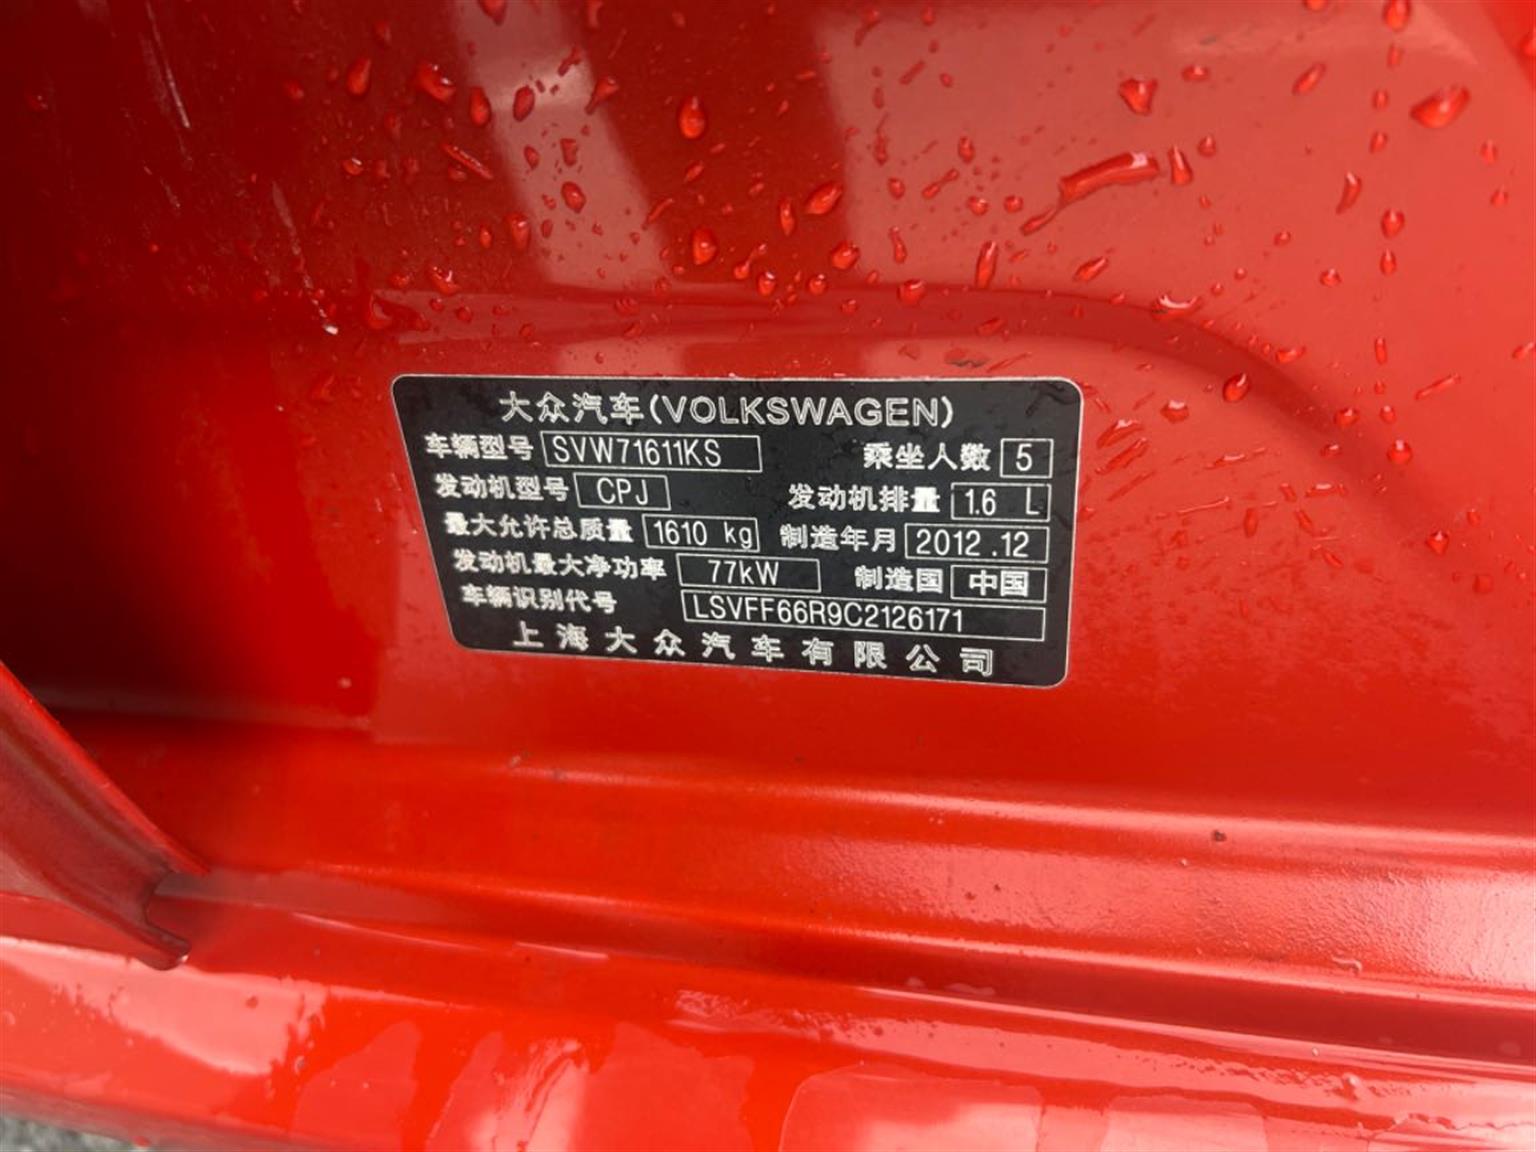 大众汽车(VOLKSWAGEN)
车辆型号 SVW71611KS 乘坐人数 5
发动机型号 CPJ 发动机排量 1.6 L
最大允许总质量 1610 kg 制造年月 2012.12
发动机最大净功率 77kW 制造国 中国
车辆识别代号 LSVFF66R9C2126171
上海大众汽车有限公司